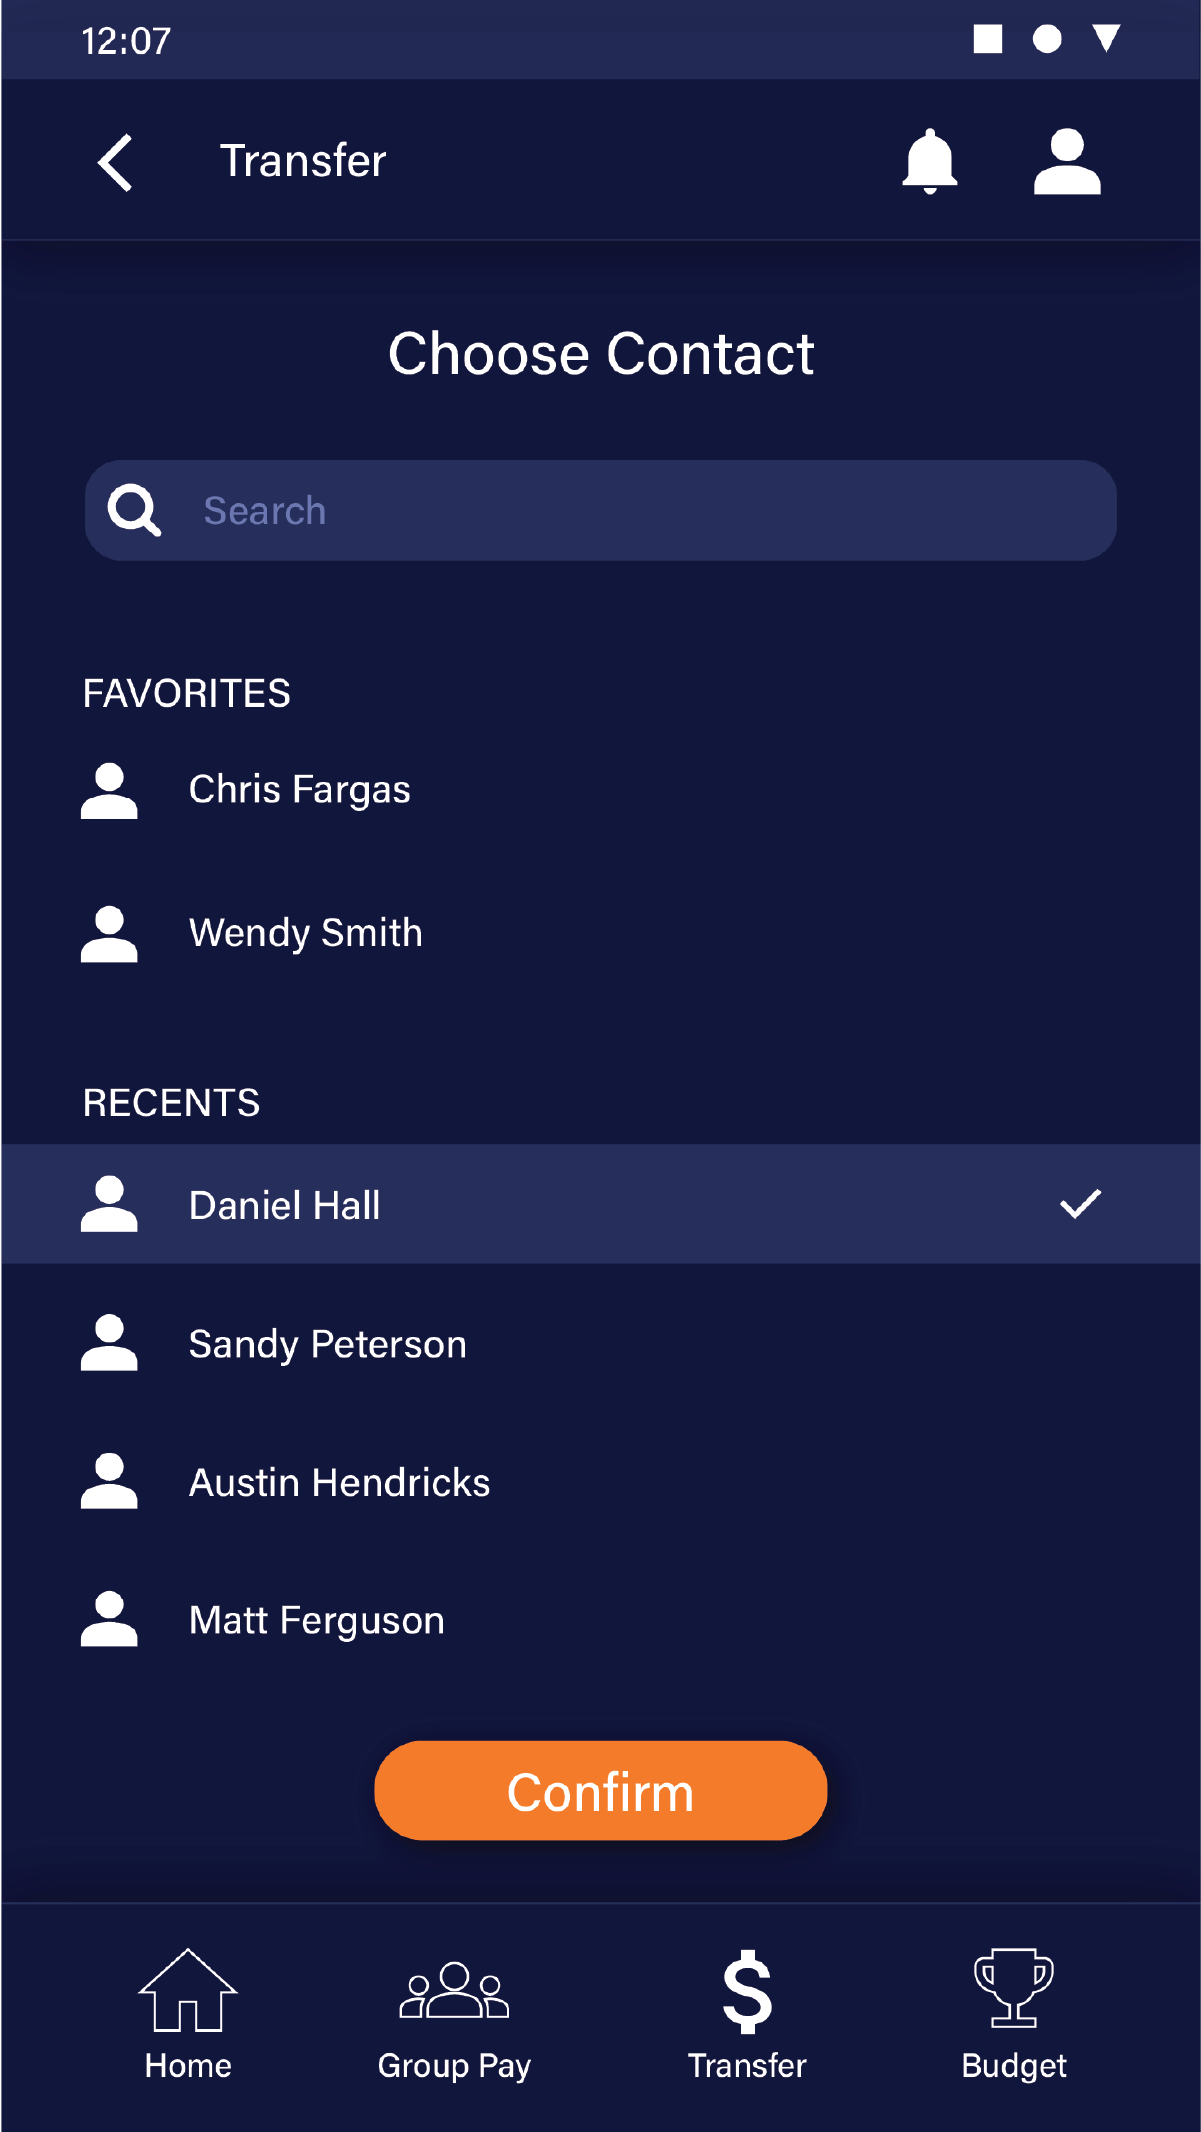 12:07
Transfer
Choose Contact
Search
FAVORITES
Chris Fargas
Wendy Smith
RECENTS
Daniel Hall
Sandy Peterson
Austin Hendricks
Matt Ferguson
Confirm
Home
Group Pay
Transfer
Budget